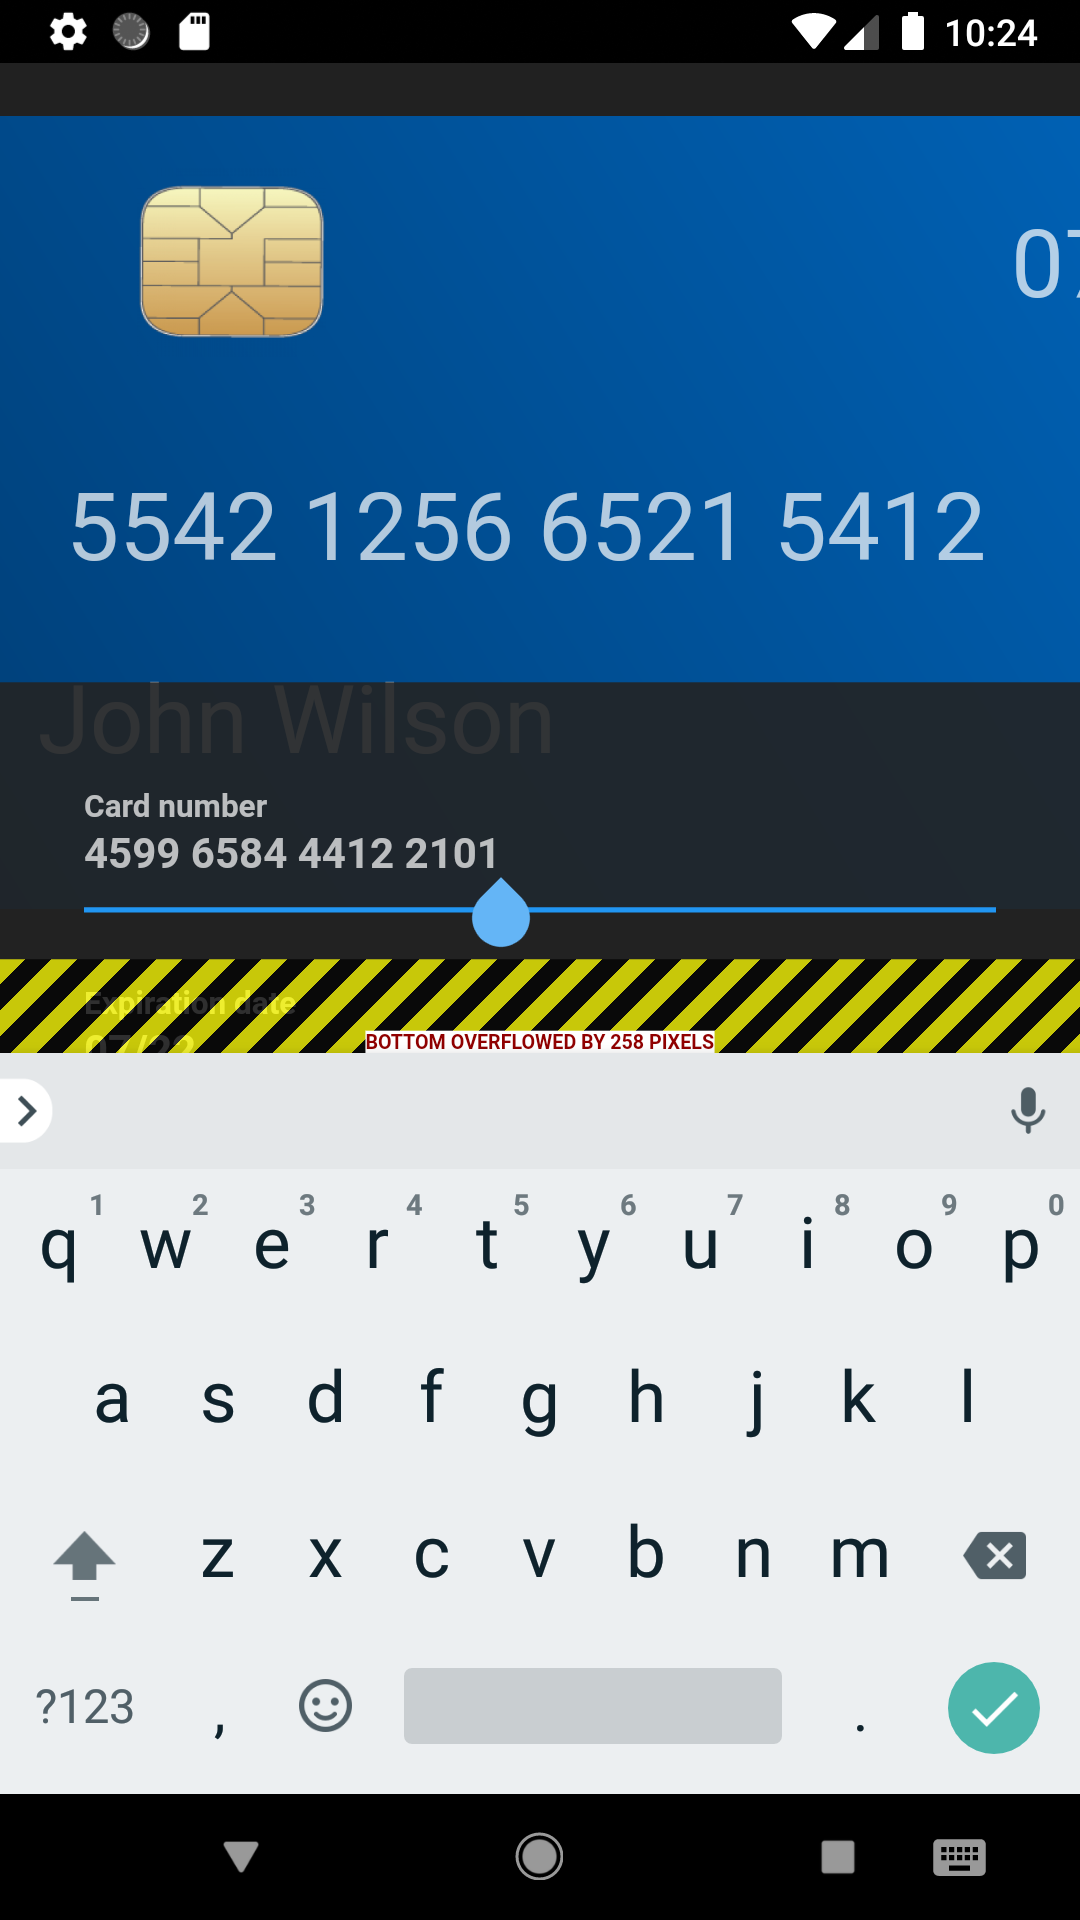 10:24
07
5542 1256 6521 5412
John Wilson
Card number
4599 6584 4412 2101
Expiration date
07/22
BOTTOM OVERFLOWED BY 258 PIXELS
1 2 3 4 5 6 7 8 9 0
q w e r t y u i o p
a s d f g h j k l
z x c v b n m
?123 , .